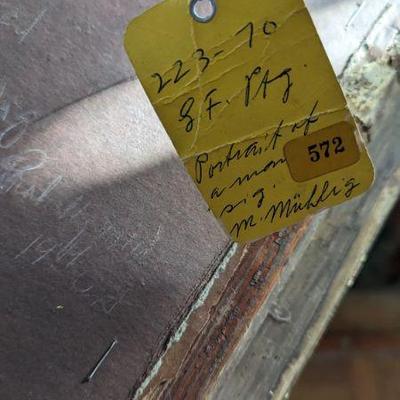 223-70
g F. Ptg.
Portrait of
a man
572
sig.
M. Mühlig